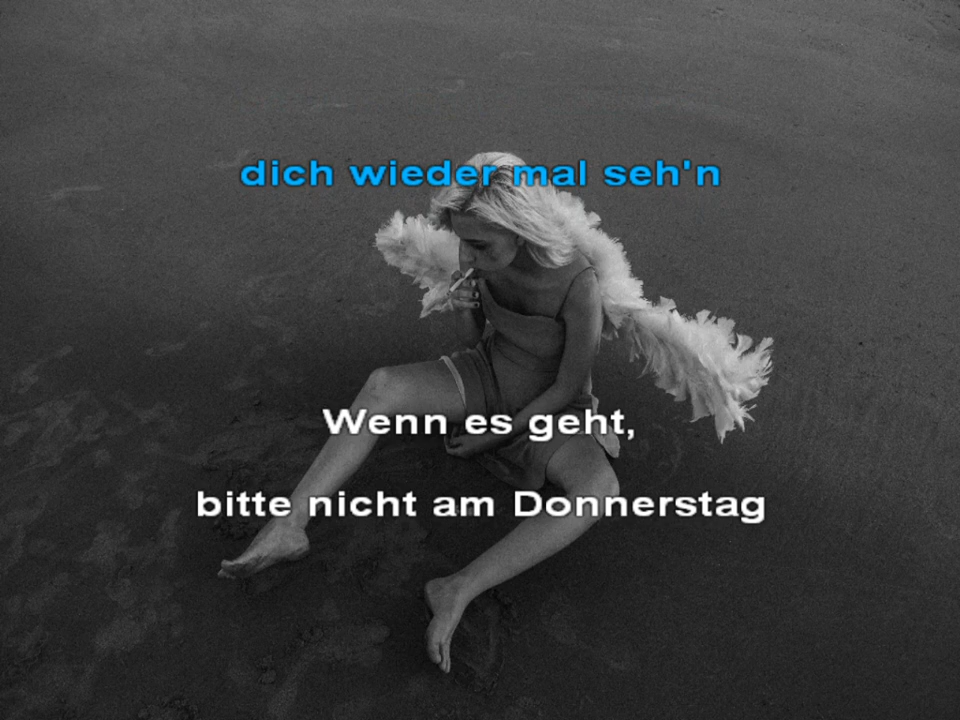 dich wieder mal seh'n
Wenn es geht,
bitte nicht am Donnerstag